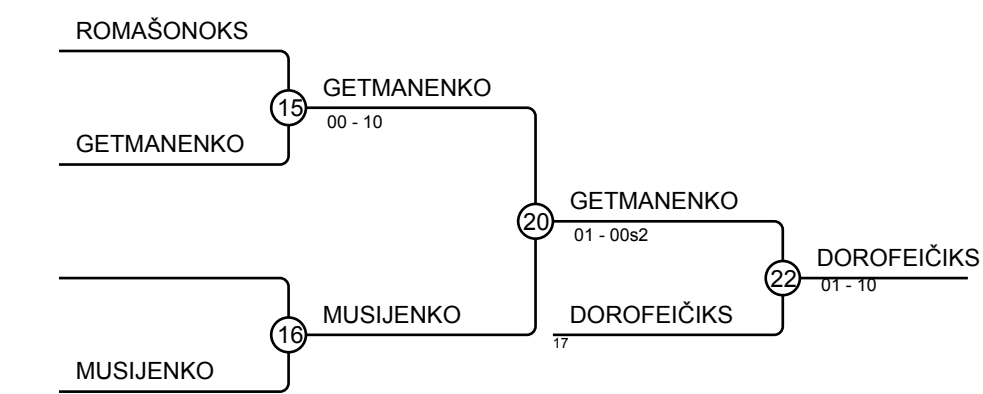 ROMAŠONOKS
GETMANENKO
15
00 - 10
GETMANENKO
GETMANENKO
20
01 - 00s2
DOROFEIČIKS
22
01 - 10
MUSIJENKO
16
DOROFEIČIKS
17
MUSIJENKO